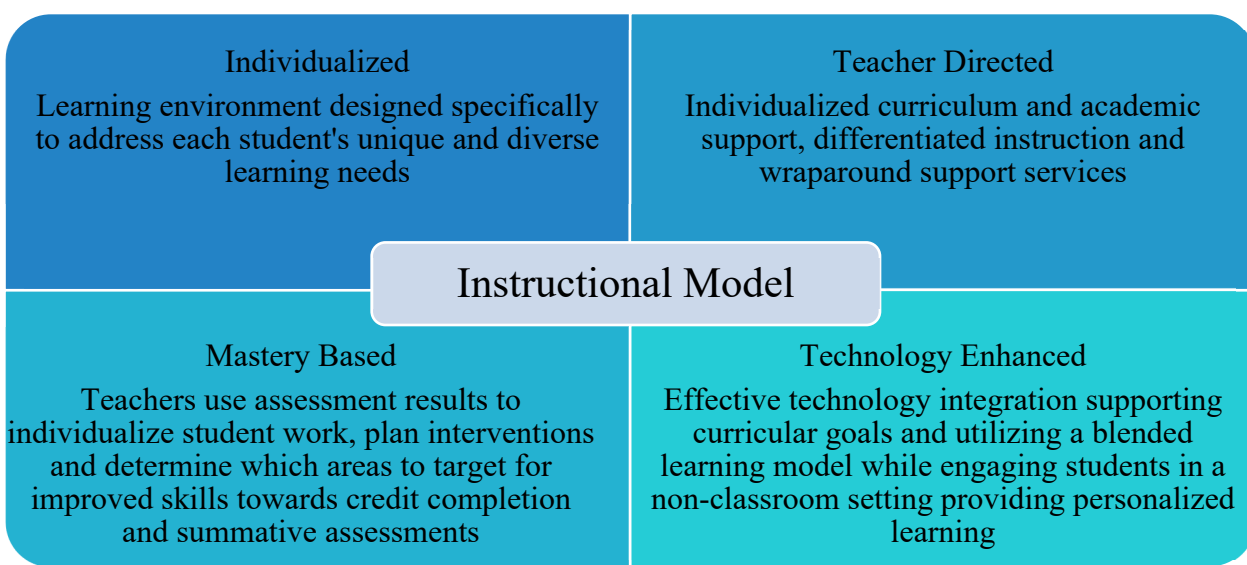 Individualized
Learning environment designed specifically
to address each student's unique and diverse
learning needs
Teacher Directed
Individualized curriculum and academic
support, differentiated instruction and
wraparound support services
Instructional Model
Mastery Based
Teachers use assessment results to
individualize student work, plan interventions
and determine which areas to target for
improved skills towards credit completion
and summative assessments
Technology Enhanced
Effective technology integration supporting
curricular goals and utilizing a blended
learning model while engaging students in a
non-classroom setting providing personalized
learning